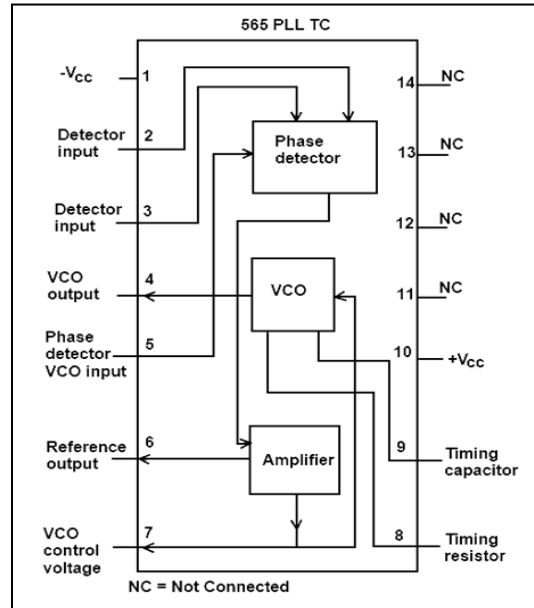 565 PLL TC
-VCC
1
14
NC
Detector
input
2
Phase
detector
13
NC
Detector
input
3
12
NC
VCO
output
4
VCO
11
NC
Phase
detector
VCO input
5
10
+VCC
Reference
output
6
Amplifier
9
Timing
capacitor
VCO
control
voltage
7
8
Timing
resistor
NC = Not Connected